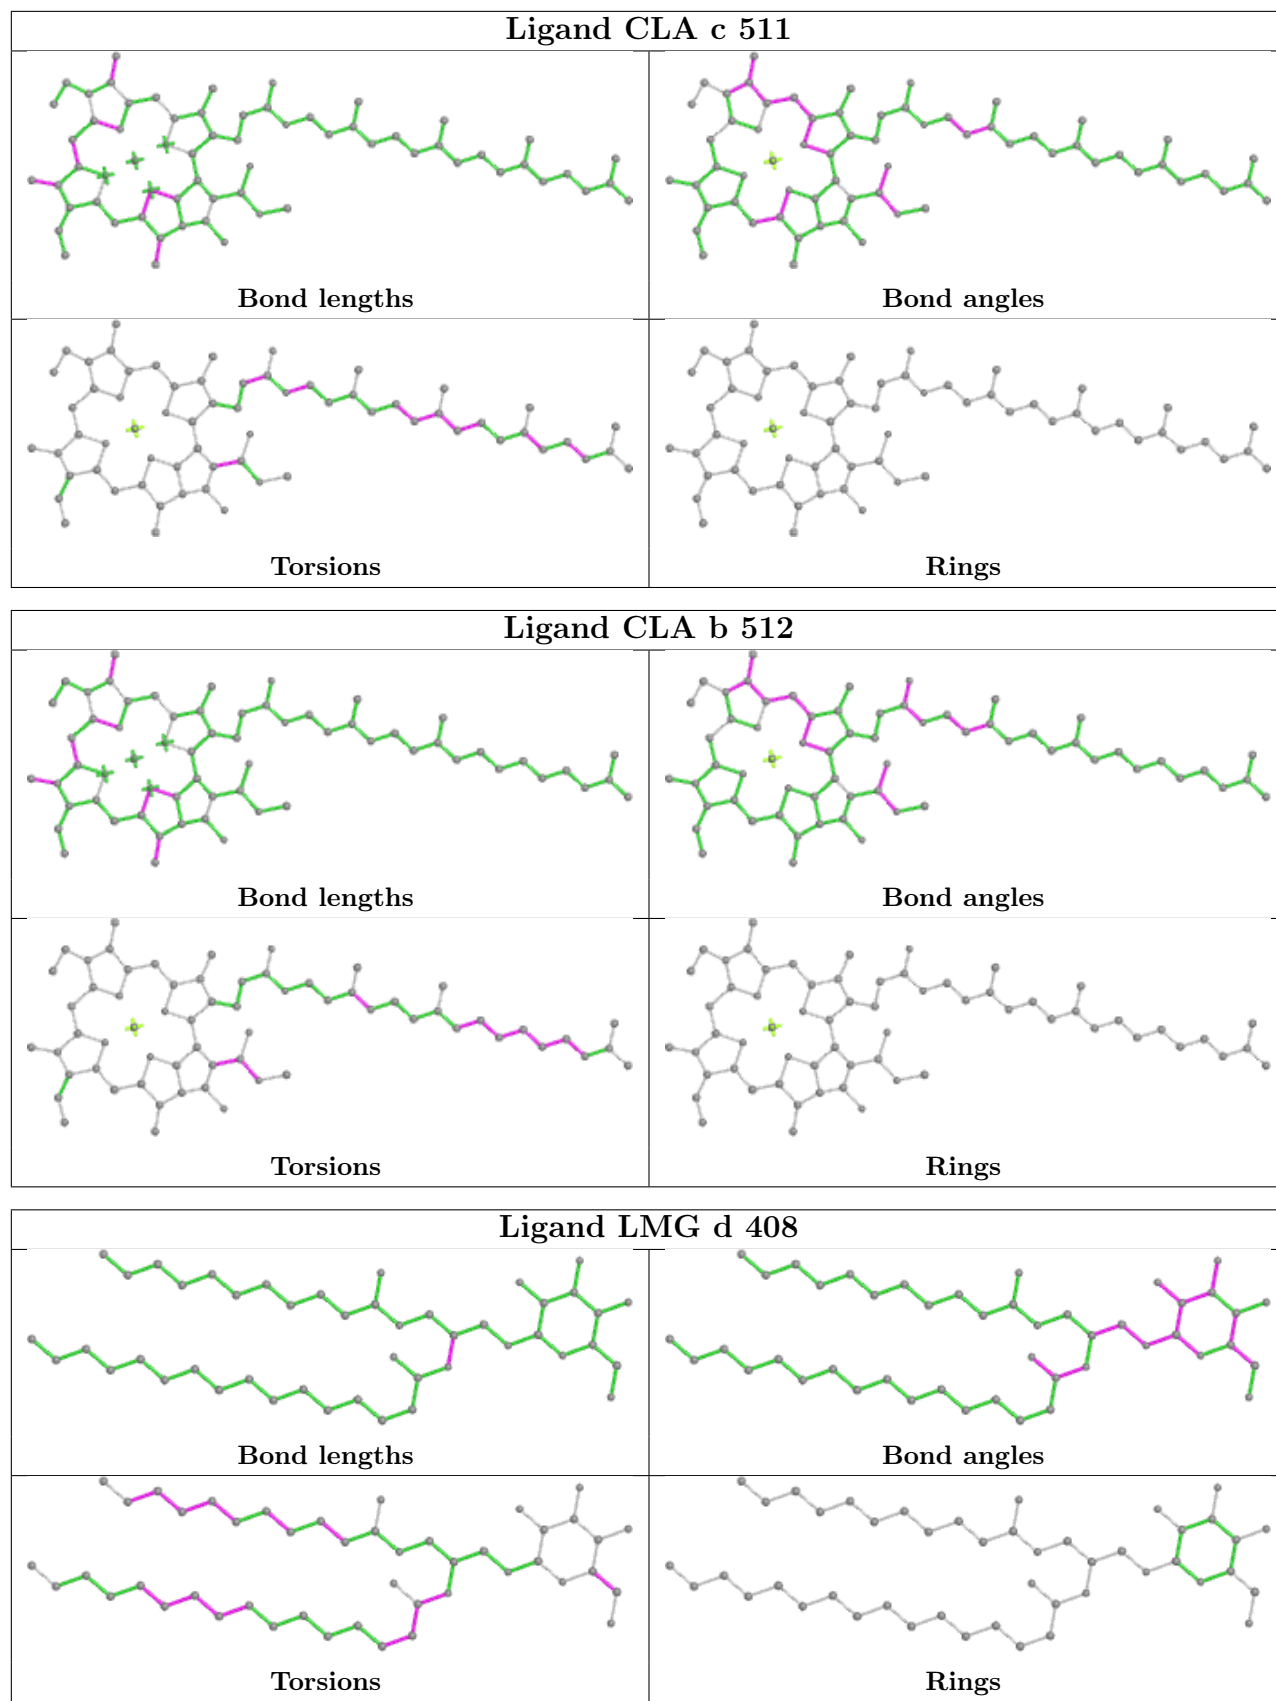 Ligand CLA c 511
Bond lengths
Bond angles
Torsions
Rings
Ligand CLA b 512
Bond lengths
Bond angles
Torsions
Rings
Ligand LMG d 408
Bond lengths
Bond angles
Torsions
Rings